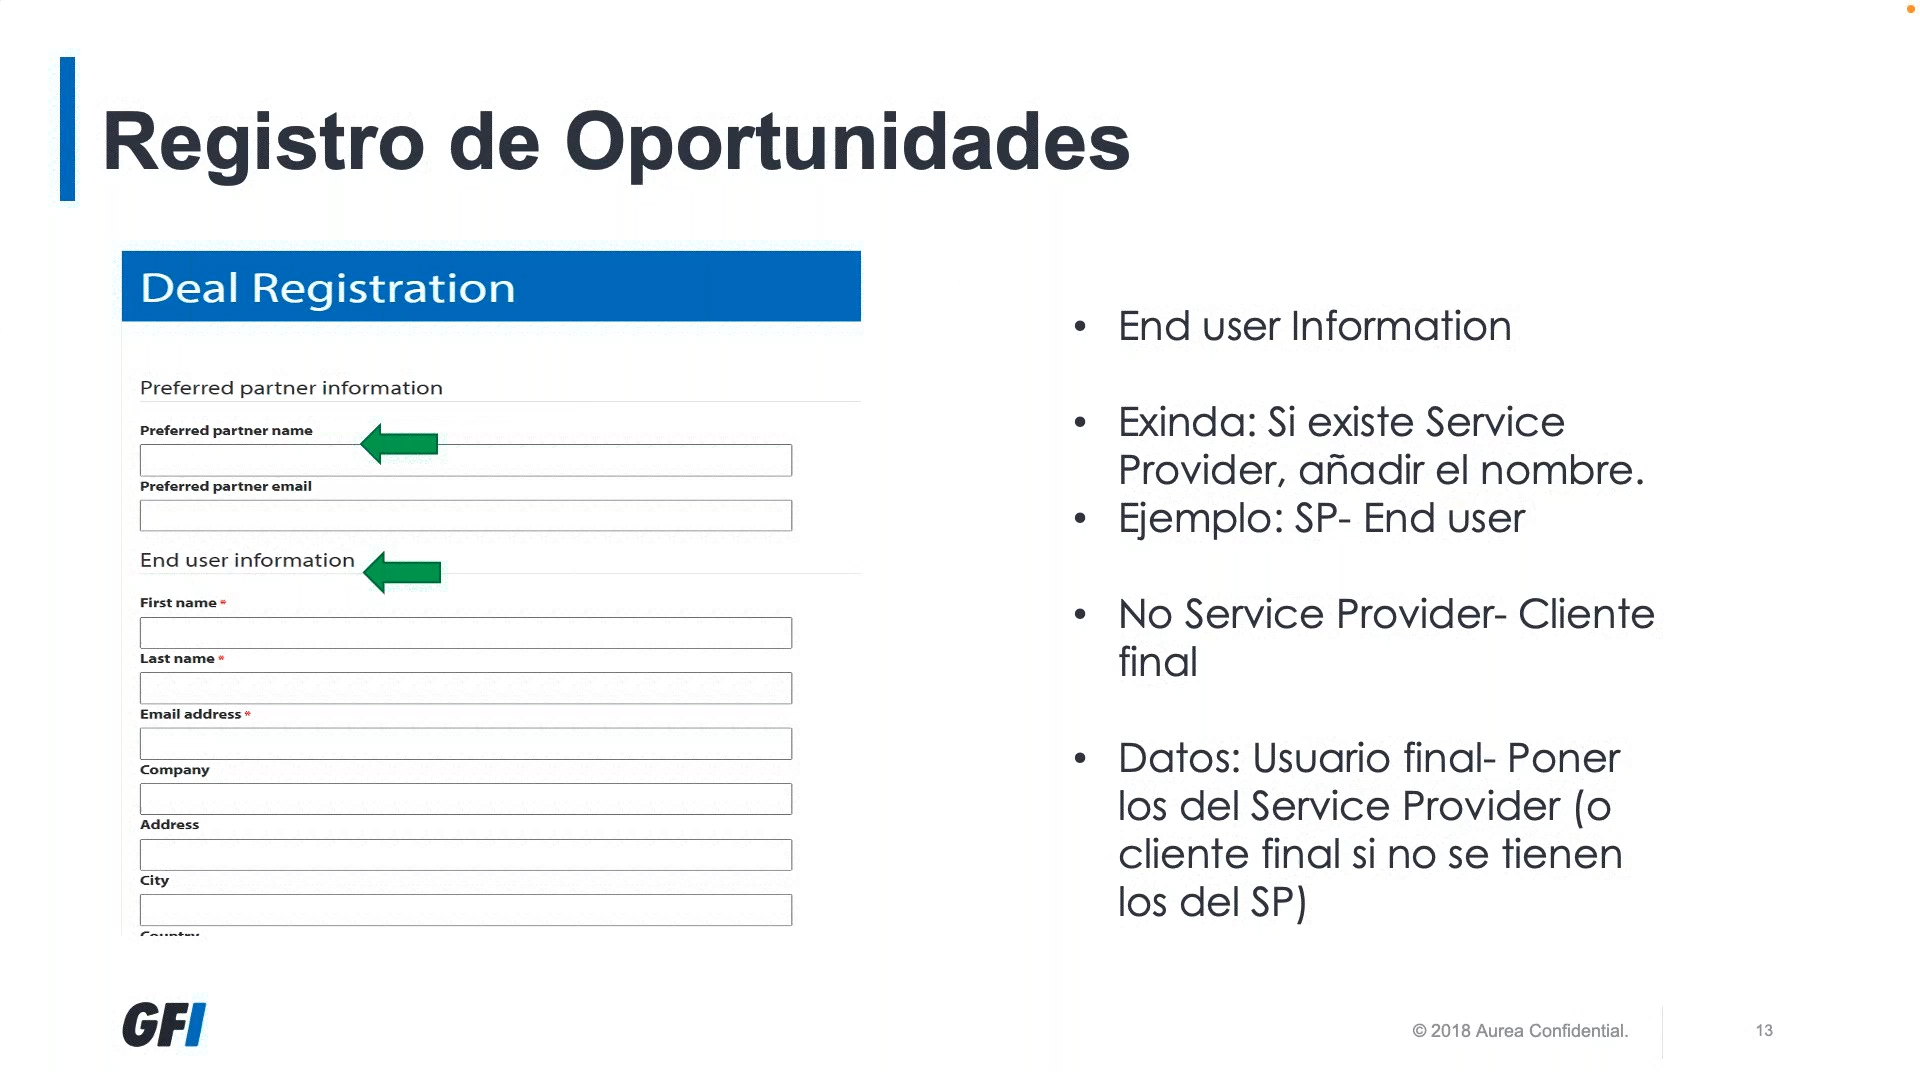 Registro de Oportunidades
Deal Registration
Preferred partner information
Preferred partner name
Preferred partner email
End user information
First name *
Last name *
Email address *
Company
Address
City
Country
• End user Information
• Exinda: Si existe Service
Provider, añadir el nombre.
• Ejemplo: SP- End user
• No Service Provider- Cliente
final
• Datos: Usuario final- Poner
los del Service Provider (o
cliente final si no se tienen
los del SP)
GFI
© 2018 Aurea Confidential.
13